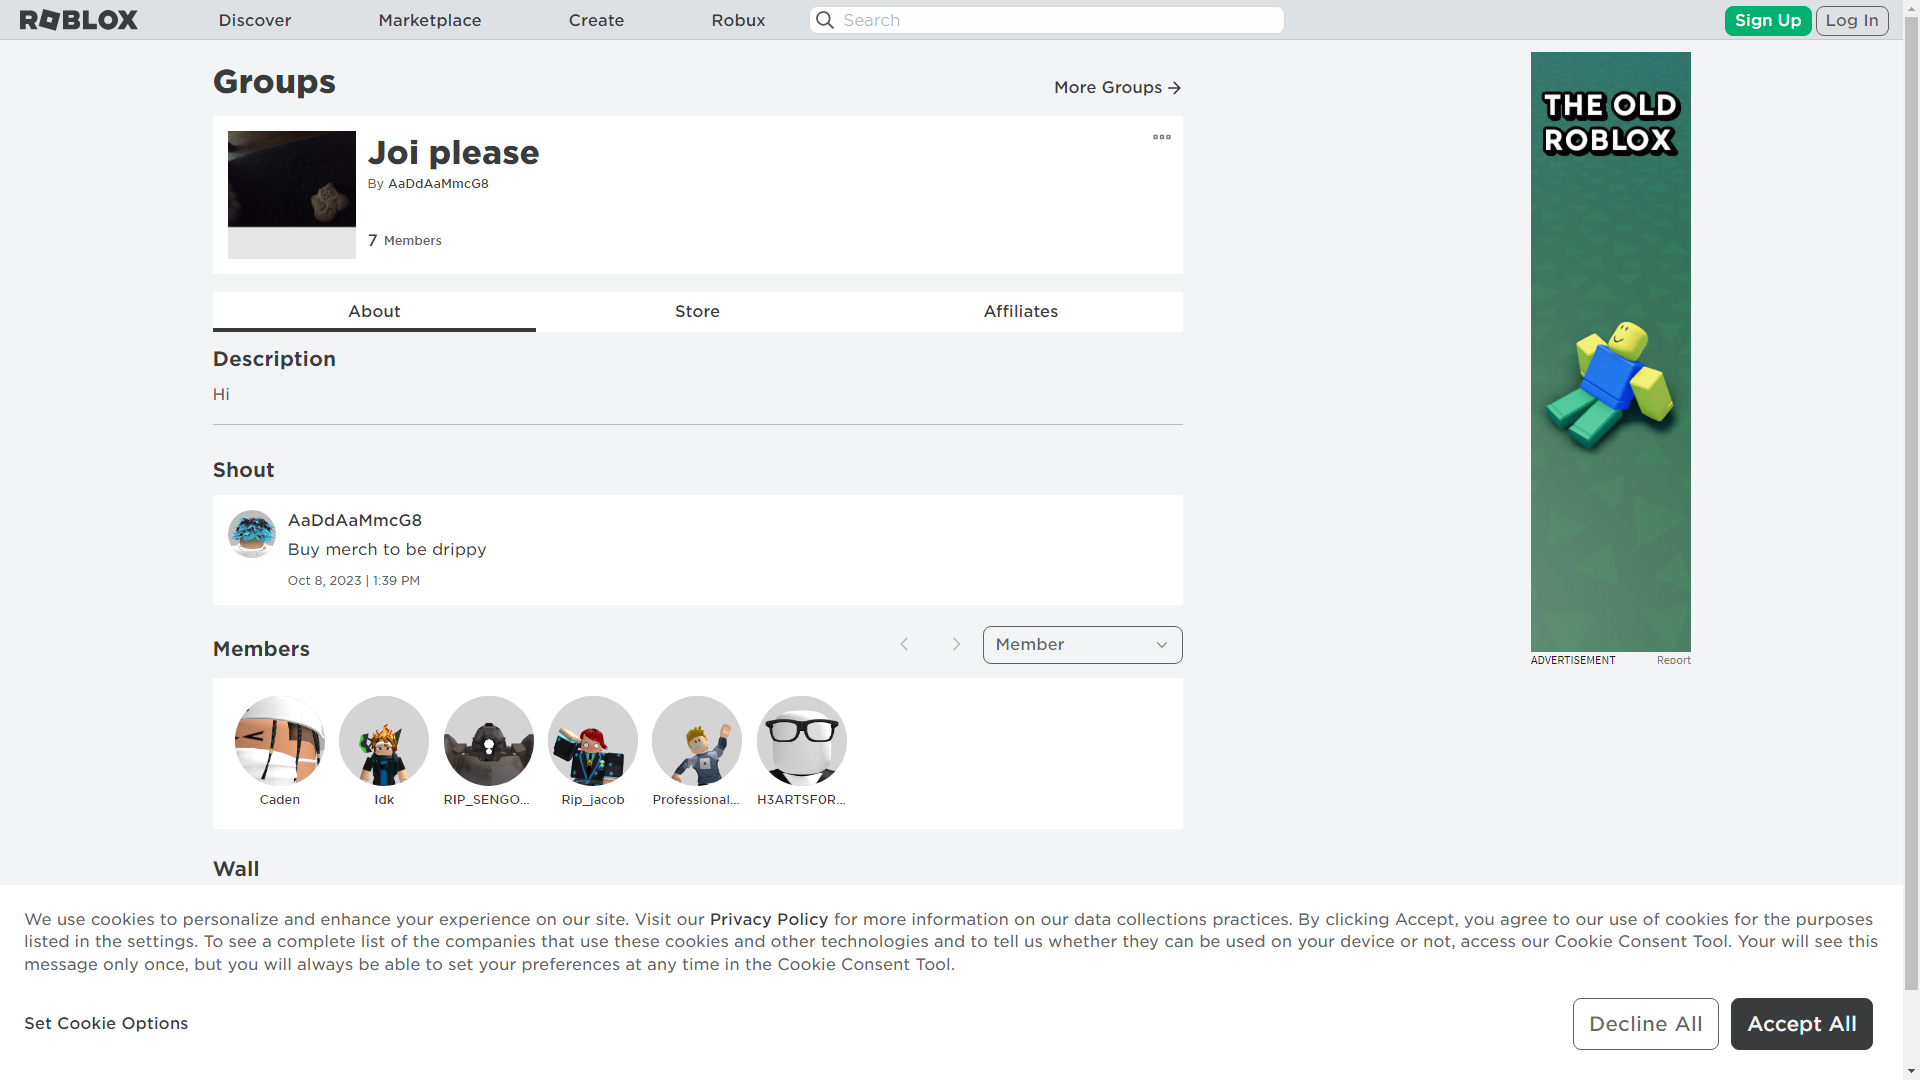 ROBLOX
Discover
Marketplace
Create
Robux
Search
Sign Up
Log In
Groups
More Groups
Joi please
By AaDdAaMmcG8
7 Members
About
Store
Affiliates
Description
Hi
Shout
AaDdAaMmcG8
Buy merch to be drippy
Oct 8, 2023 | 1:39 PM
Members
Member
Caden
Idk
RIP_SENGO...
Rip_jacob
Professional...
H3ARTSF0R...
Wall
THE OLD
ROBLOX
ADVERTISEMENT
Report
We use cookies to personalize and enhance your experience on our site. Visit our Privacy Policy for more information on our data collections practices. By clicking Accept, you agree to our use of cookies for the purposes
listed in the settings. To see a complete list of the companies that use these cookies and other technologies and to tell us whether they can be used on your device or not, access our Cookie Consent Tool. Your will see this
message only once, but you will always be able to set your preferences at any time in the Cookie Consent Tool.
Set Cookie Options
Decline All
Accept All